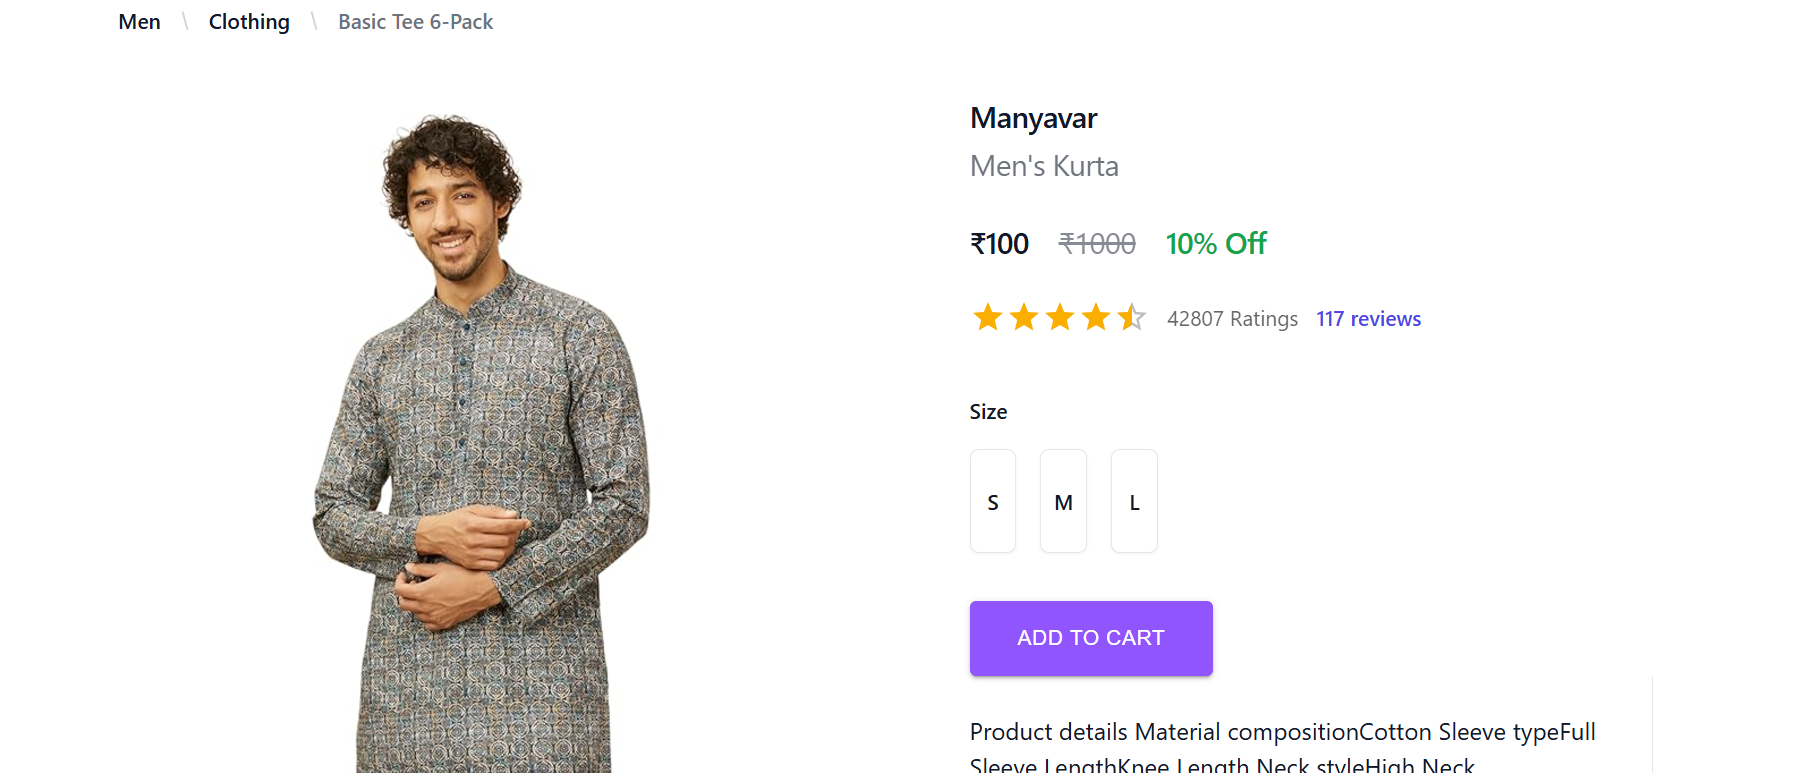 Men \ Clothing \ Basic Tee 6-Pack
Manyavar
Men's Kurta
₹100 ₹1000 10% Off
42807 Ratings 117 reviews
Size
S M L
ADD TO CART
Product details Material compositionCotton Sleeve typeFull
Sleeve LengthKnee Length Neck styleHigh Neck